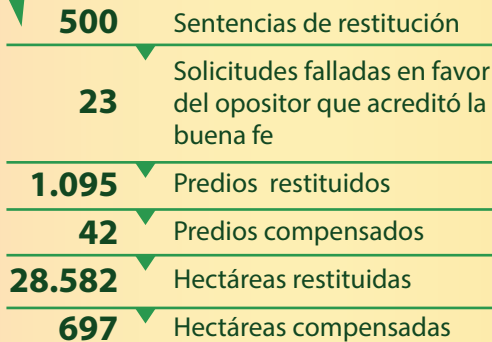 500 Sentencias de restitución
Solicitudes falladas en favor
23 del opositor que acreditó la
buena fe
1.095 Predios restituidos
42 Predios compensados
28.582 Hectáreas restituidas
697 Hectáreas compensadas